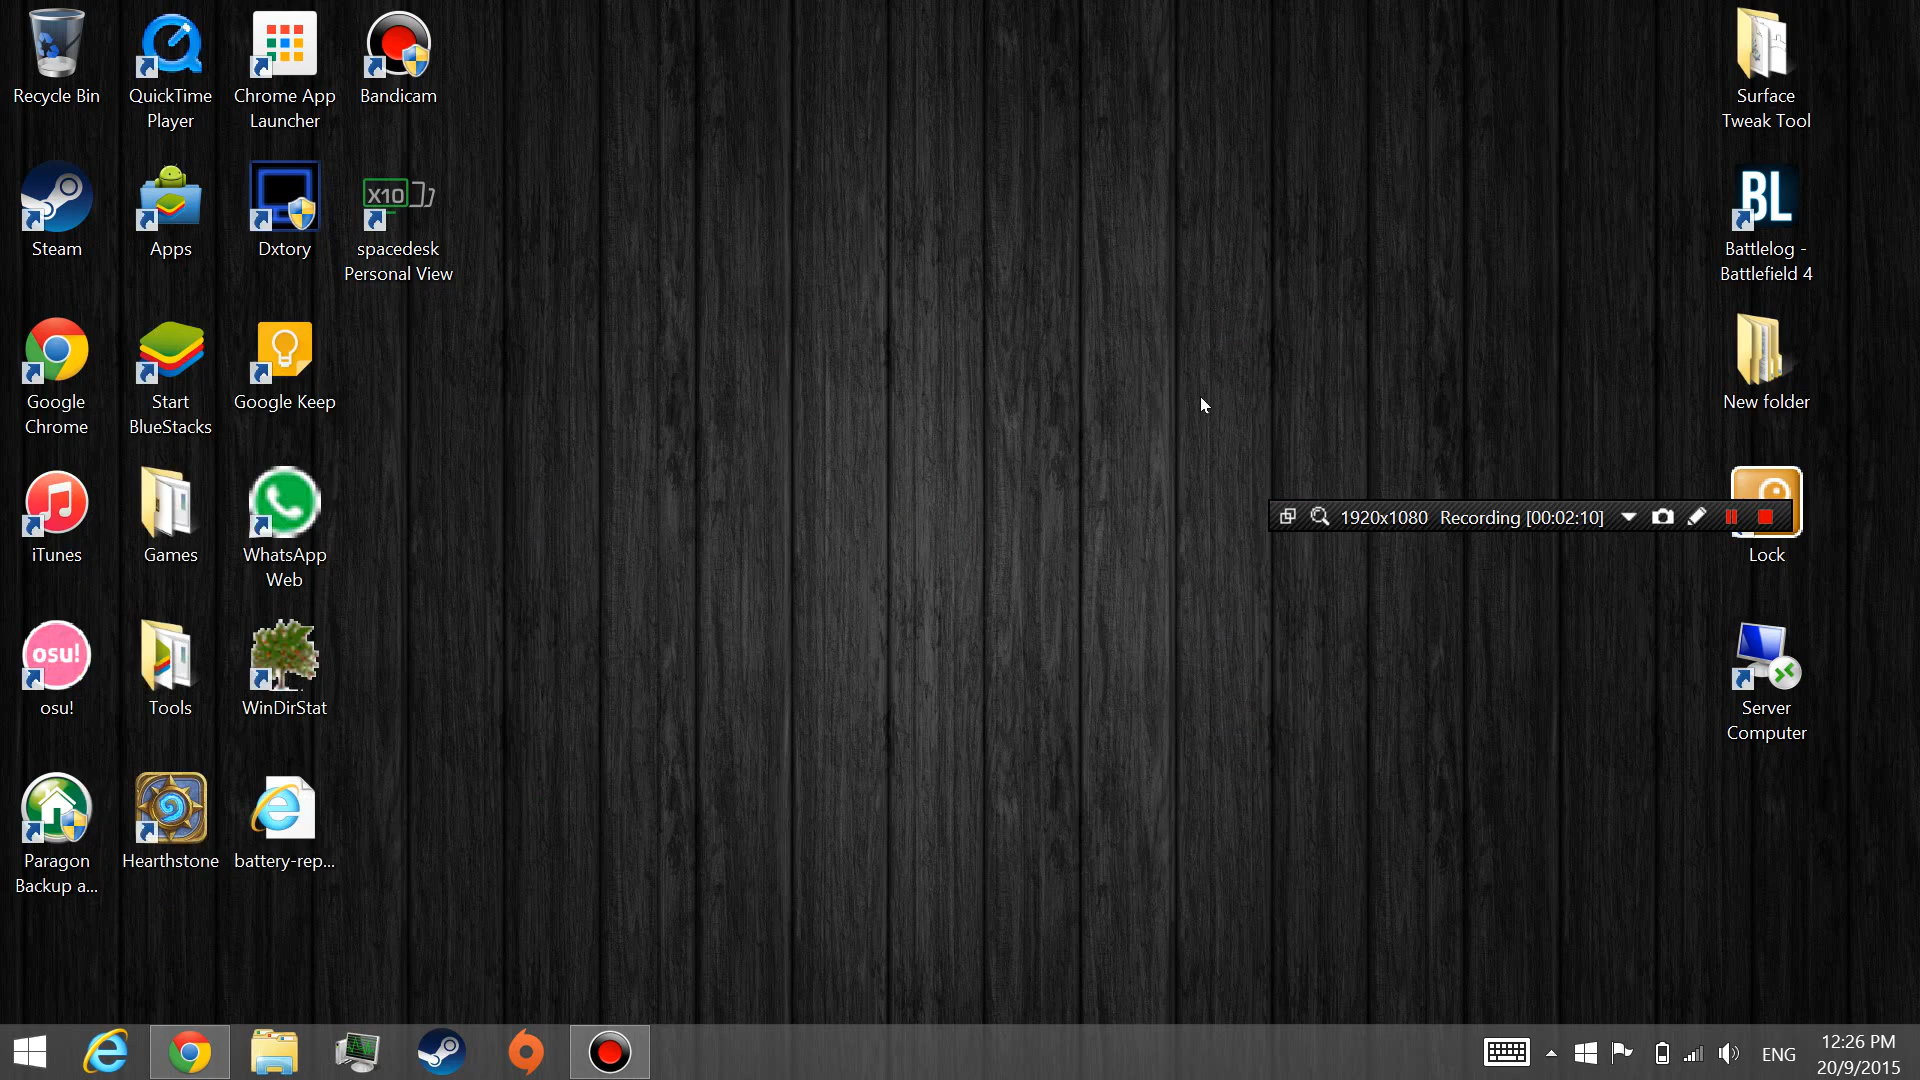 Recycle Bin
QuickTime
Player
Chrome App
Launcher
Bandicam
Surface
Tweak Tool
Steam
Apps
Dxtory
X10
spacedesk
Personal View
BL
Battlelog -
Battlefield 4
Google
Chrome
Start
BlueStacks
Google Keep
New folder
iTunes
Games
WhatsApp
Web
1920x1080 Recording [00:02:10]
Lock
osu!
osu!
Tools
WinDirStat
Server
Computer
Paragon
Backup a...
Hearthstone
battery-rep...
ENG
12:26 PM
20/9/2015